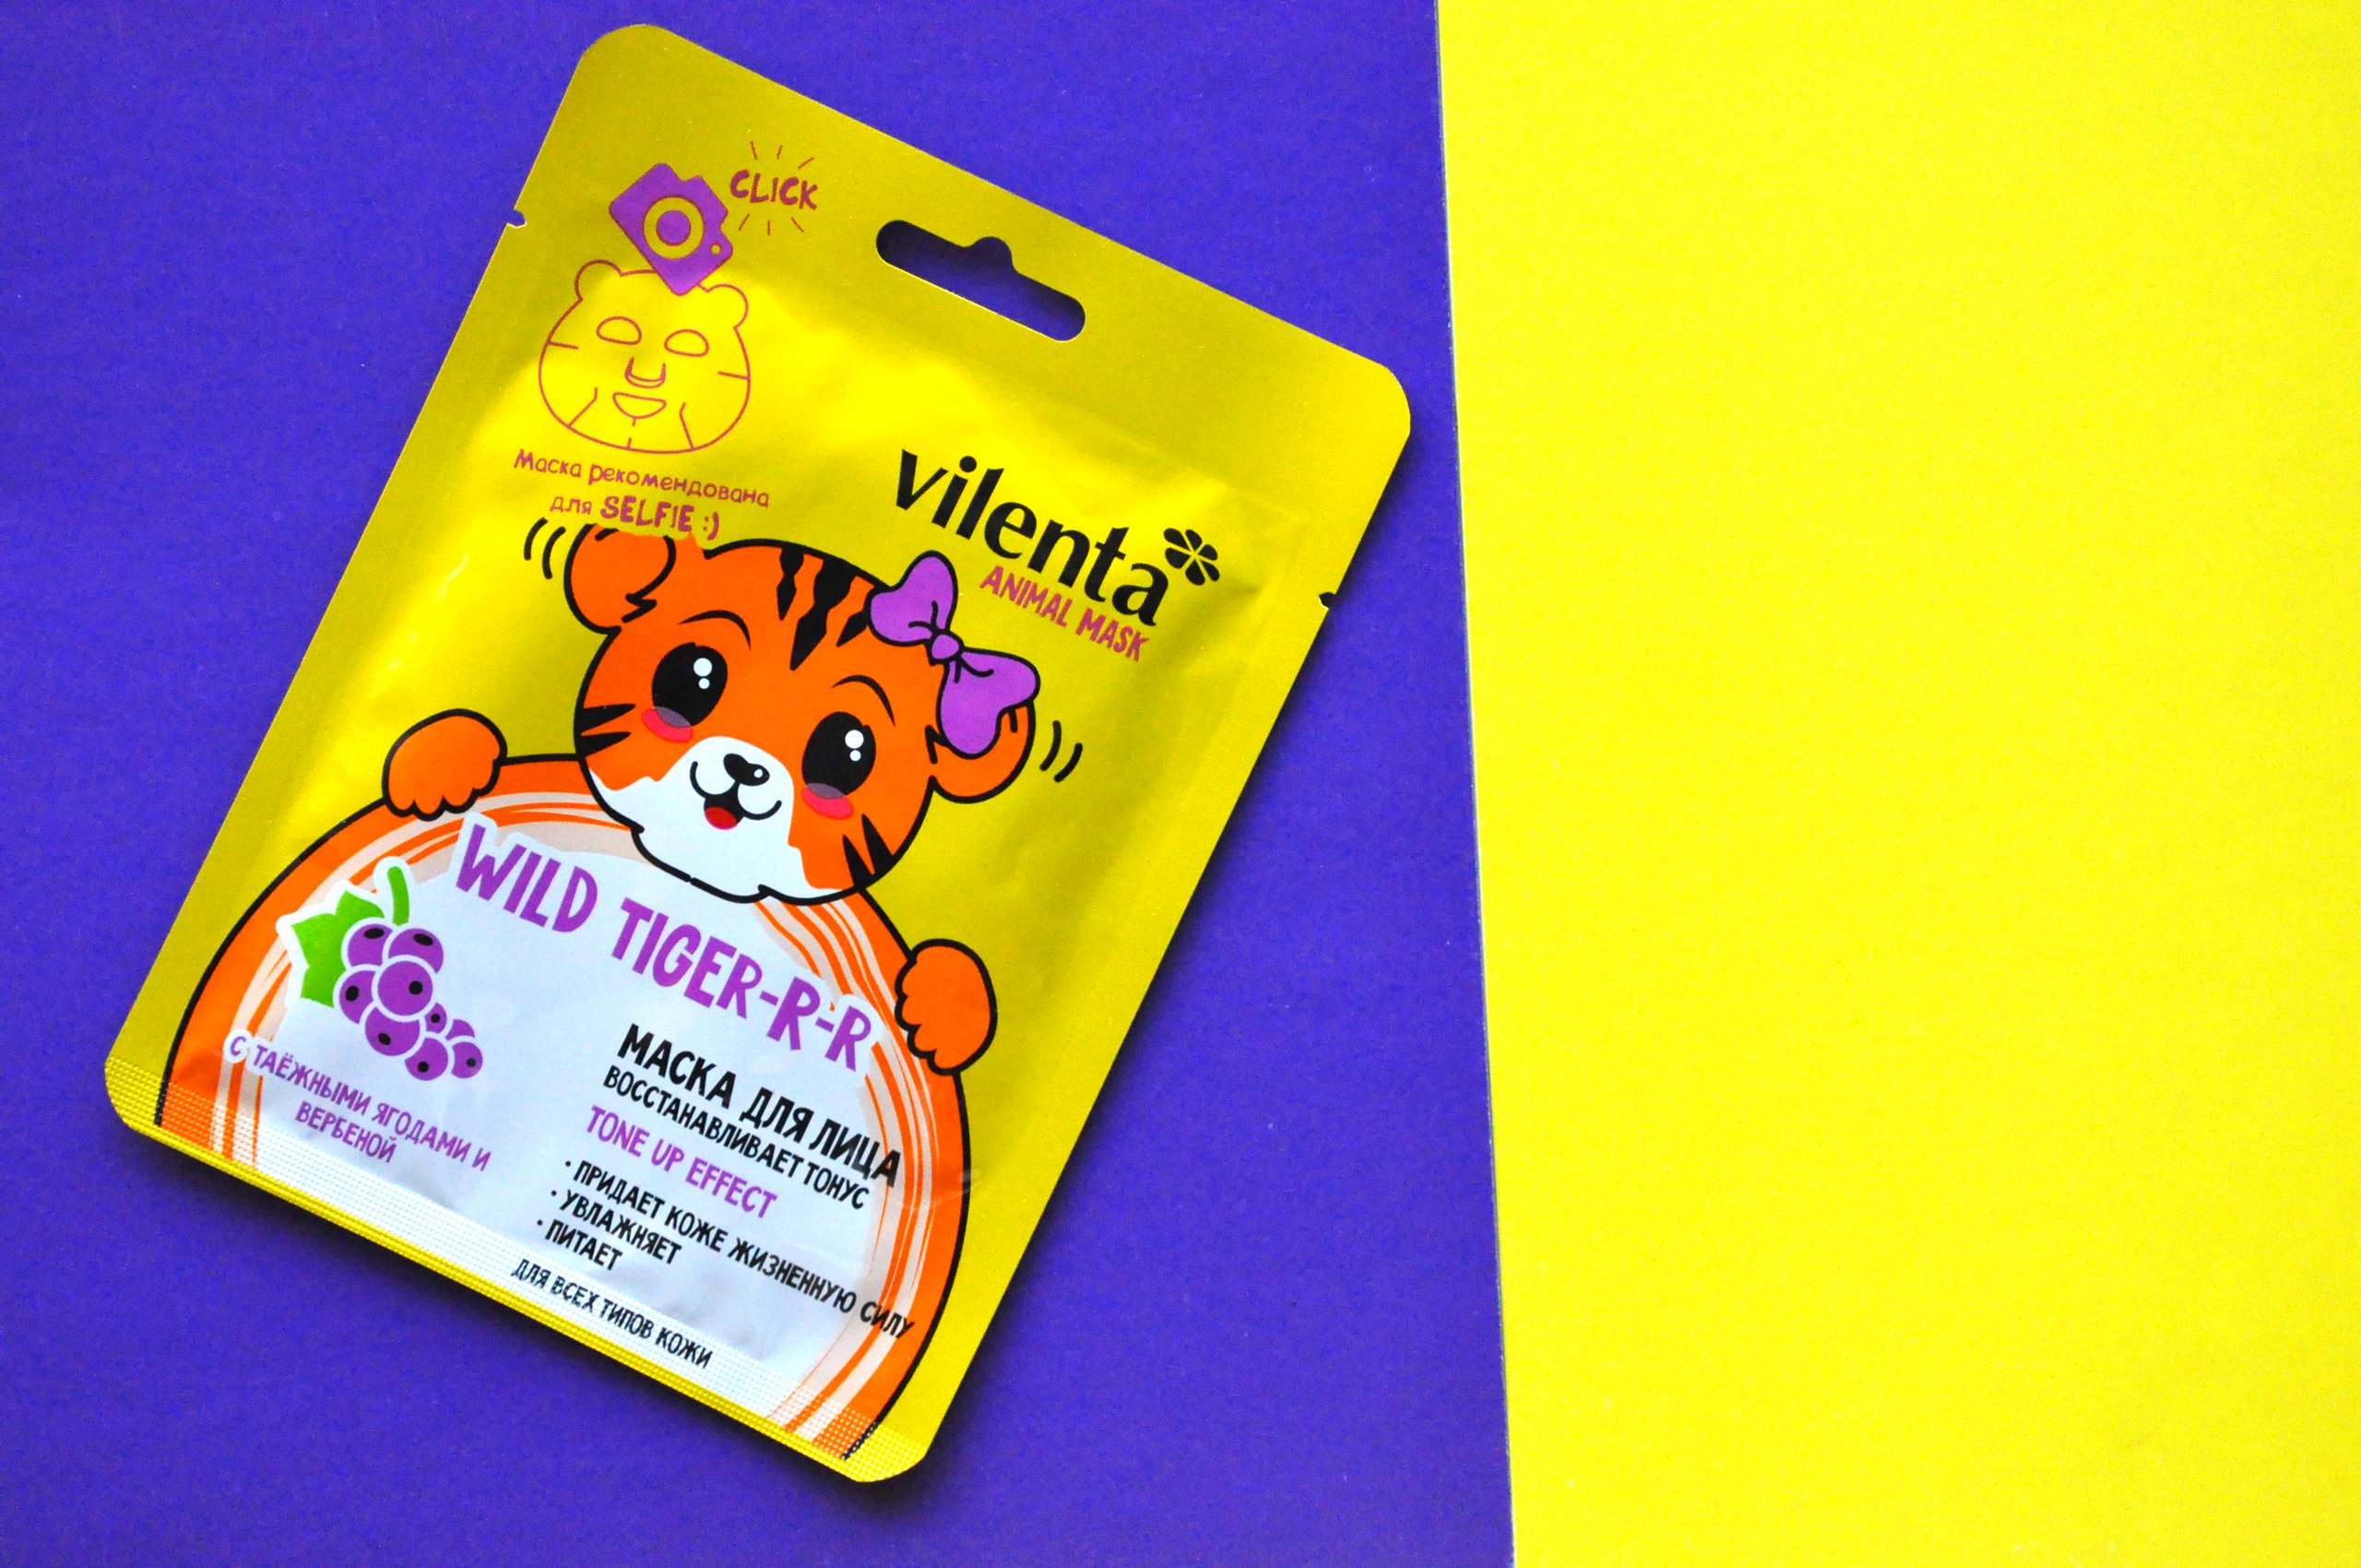 CLICK
Маска рекомендована
для SELFIE :)
vilenta
ANIMAL MASK
WILD TIGER-R-R
С ТАЁЖНЫМИ ЯГОДАМИ И
ВЕРБЕНОЙ
МАСКА ДЛЯ ЛИЦА
ВОССТАНАВЛИВАЕТ ТОНУС
TONE UP EFFECT
· ПРИДАЕТ КОЖЕ ЖИЗНЕННУЮ СИЛУ
· УВЛАЖНЯЕТ
· ПИТАЕТ
ДЛЯ ВСЕХ ТИПОВ КОЖИ